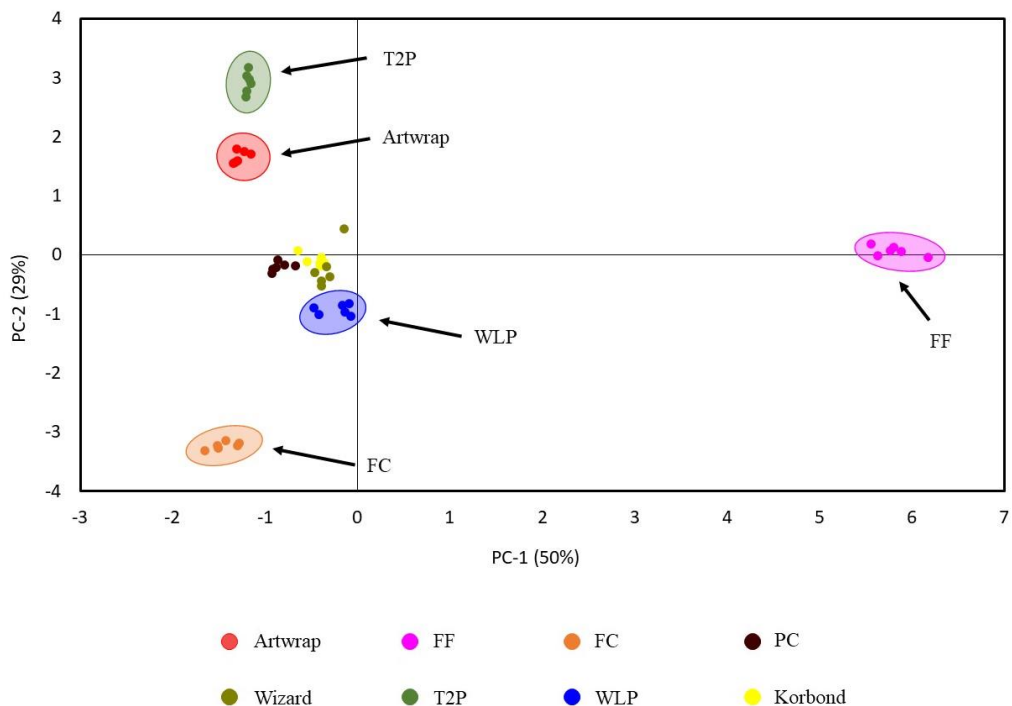 4
T2P
3
Artwrap
2
1
0
PC-2 (29%)
-1
WLP
FF
-2
-3
FC
-4
-3 -2 -1 0 1 2 3 4 5 6 7
PC-1 (50%)
Artwrap FF FC PC
Wizard T2P WLP Korbond